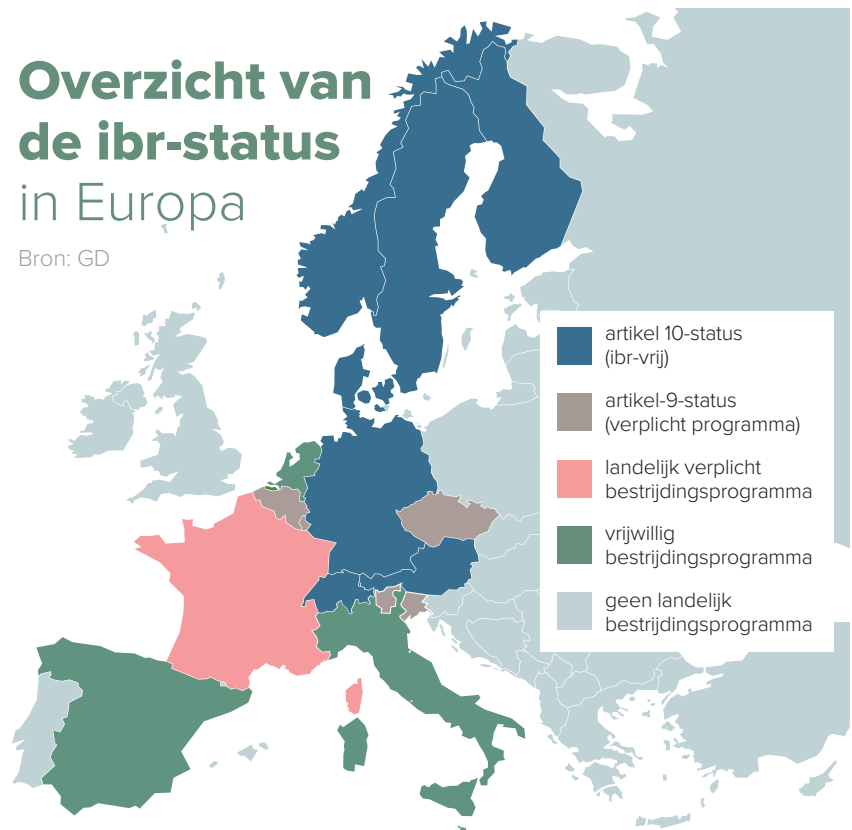 Overzicht van
de ibr-status
in Europa
Bron: GD
artikel 10-status
(ibr-vrij)
artikel-9-status
(verplicht programma)
landelijk verplicht
bestrijdingsprogramma
vrijwillig
bestrijdingsprogramma
geen landelijk
bestrijdingsprogramma